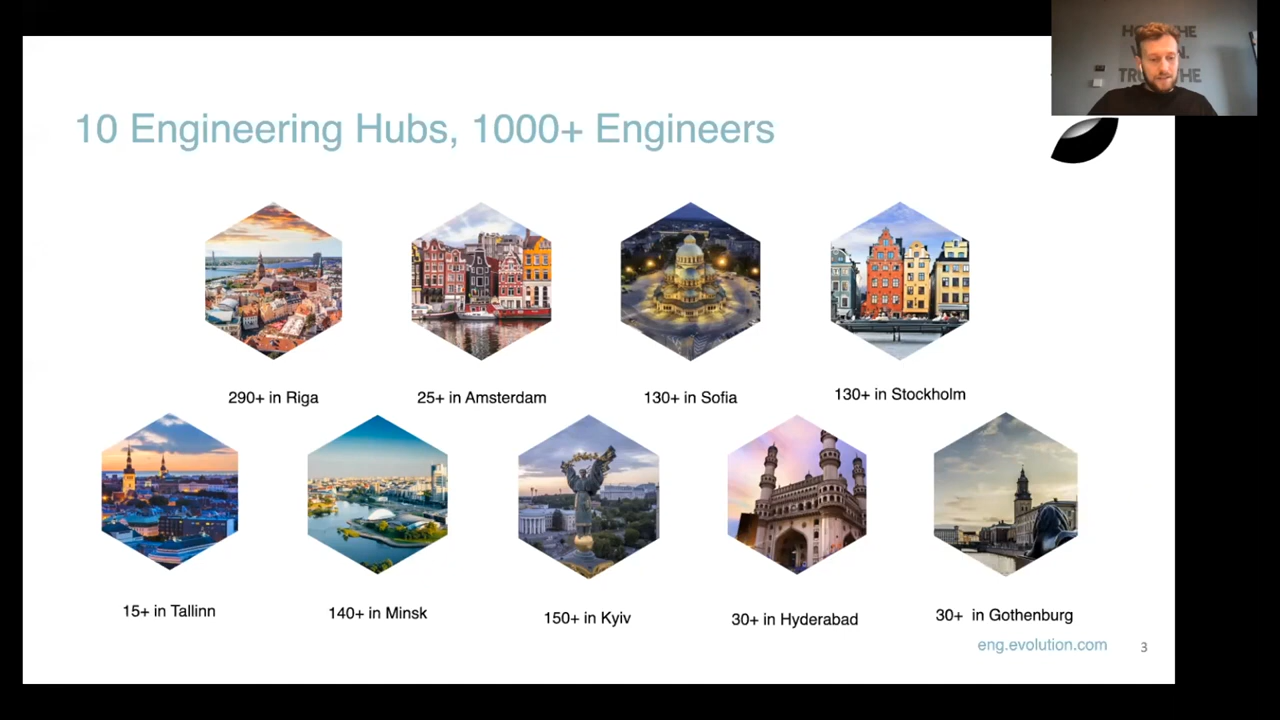 10 Engineering Hubs, 1000+ Engineers
290+ in Riga
25+ in Amsterdam
130+ in Sofia
130+ in Stockholm
15+ in Tallinn
140+ in Minsk
150+ in Kyiv
30+ in Hyderabad
30+ in Gothenburg
eng.evolution.com
3